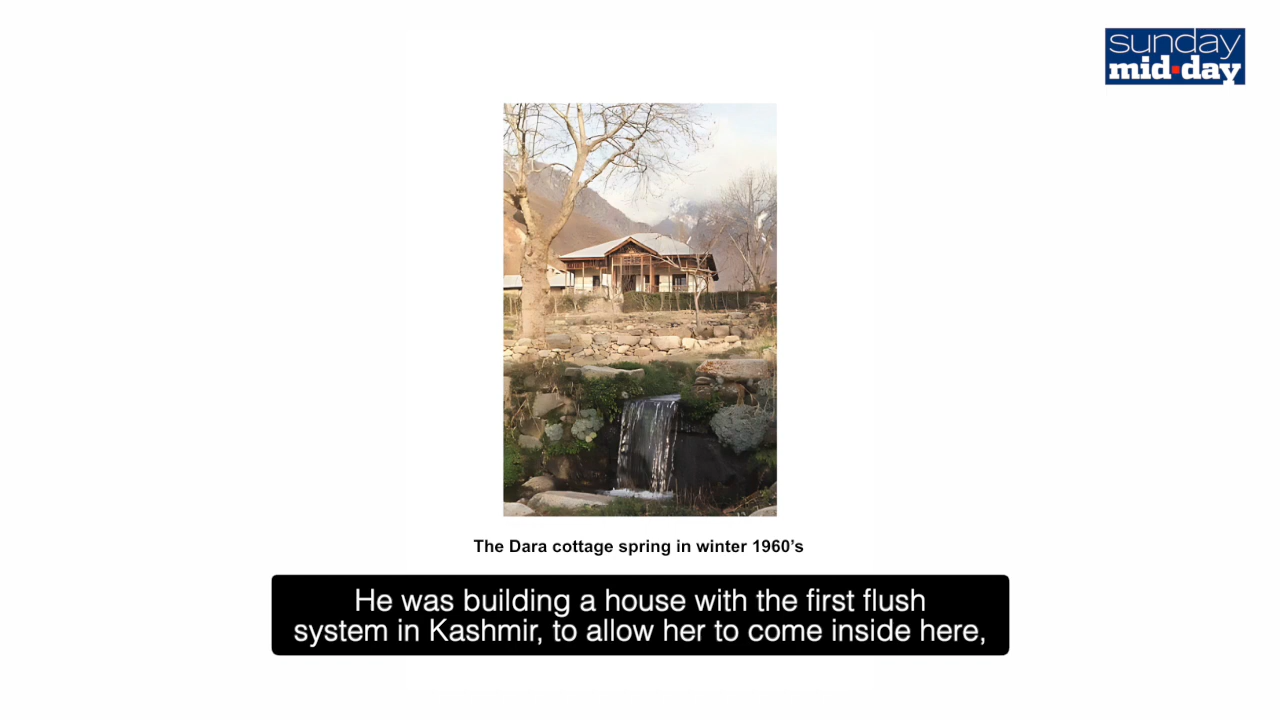 sunday
mid-day
The Dara cottage spring in winter 1960's
He was building a house with the first flush
system in Kashmir, to allow her to come inside here,